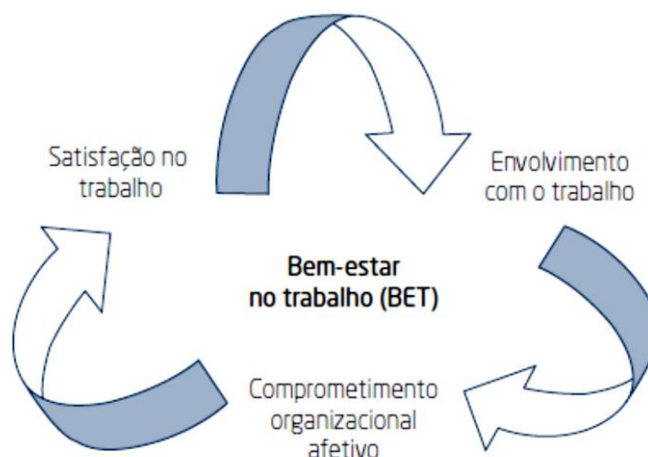 Satisfação no
trabalho
Envolvimento
com o trabalho
Bem-estar
no trabalho (BET)
Comprometimento
organizacional
afetivo